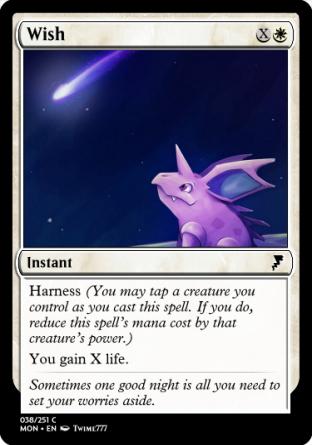 Wish X
Instant
Harness (You may tap a creature you
control as you cast this spell. If you do,
reduce this spell's mana cost by that
creature's power.)
You gain X life.
Sometimes one good night is all you need to
set your worries aside.
038/251 C
MON • EN Twime777